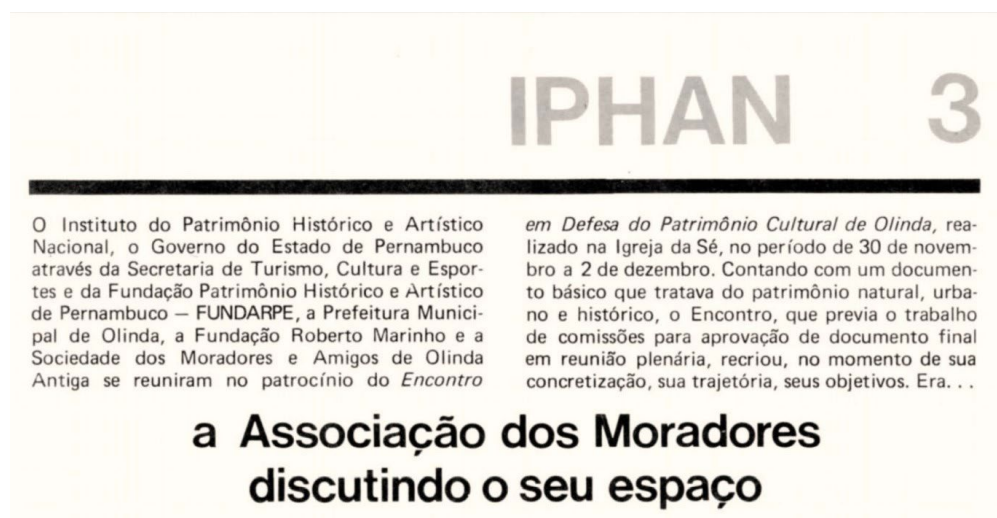 IPHAN 3
O Instituto do Patrimônio Histórico e Artístico
Nacional, o Governo do Estado de Pernambuco
através da Secretaria de Turismo, Cultura e Espor-
tes e da Fundação Patrimônio Histórico e Artístico
de Pernambuco — FUNDARPE, a Prefeitura Munici-
pal de Olinda, a Fundação Roberto Marinho e a
Sociedade dos Moradores e Amigos de Olinda
Antiga se reuniram no patrocínio do Encontro
em Defesa do Patrimônio Cultural de Olinda, rea-
lizado na Igreja da Sé, no período de 30 de novem-
bro a 2 de dezembro. Contando com um documen-
to básico que tratava do patrimônio natural, urba-
no e histórico, o Encontro, que previa o trabalho
de comissões para aprovação de documento final
em reunião plenária, recriou, no momento de sua
concretização, sua trajetória, seus objetivos. Era. . .
a Associação dos Moradores
discutindo o seu espaço